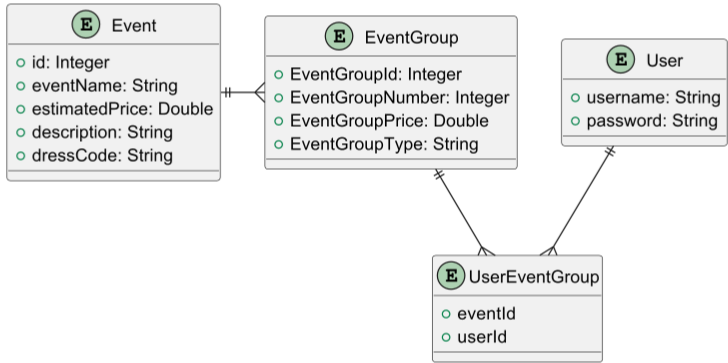 E Event
id: Integer
eventName: String
estimatedPrice: Double
description: String
dressCode: String
E EventGroup
EventGroupId: Integer
EventGroupNumber: Integer
EventGroupPrice: Double
EventGroupType: String
E User
username: String
password: String
E UserEventGroup
eventId
userId